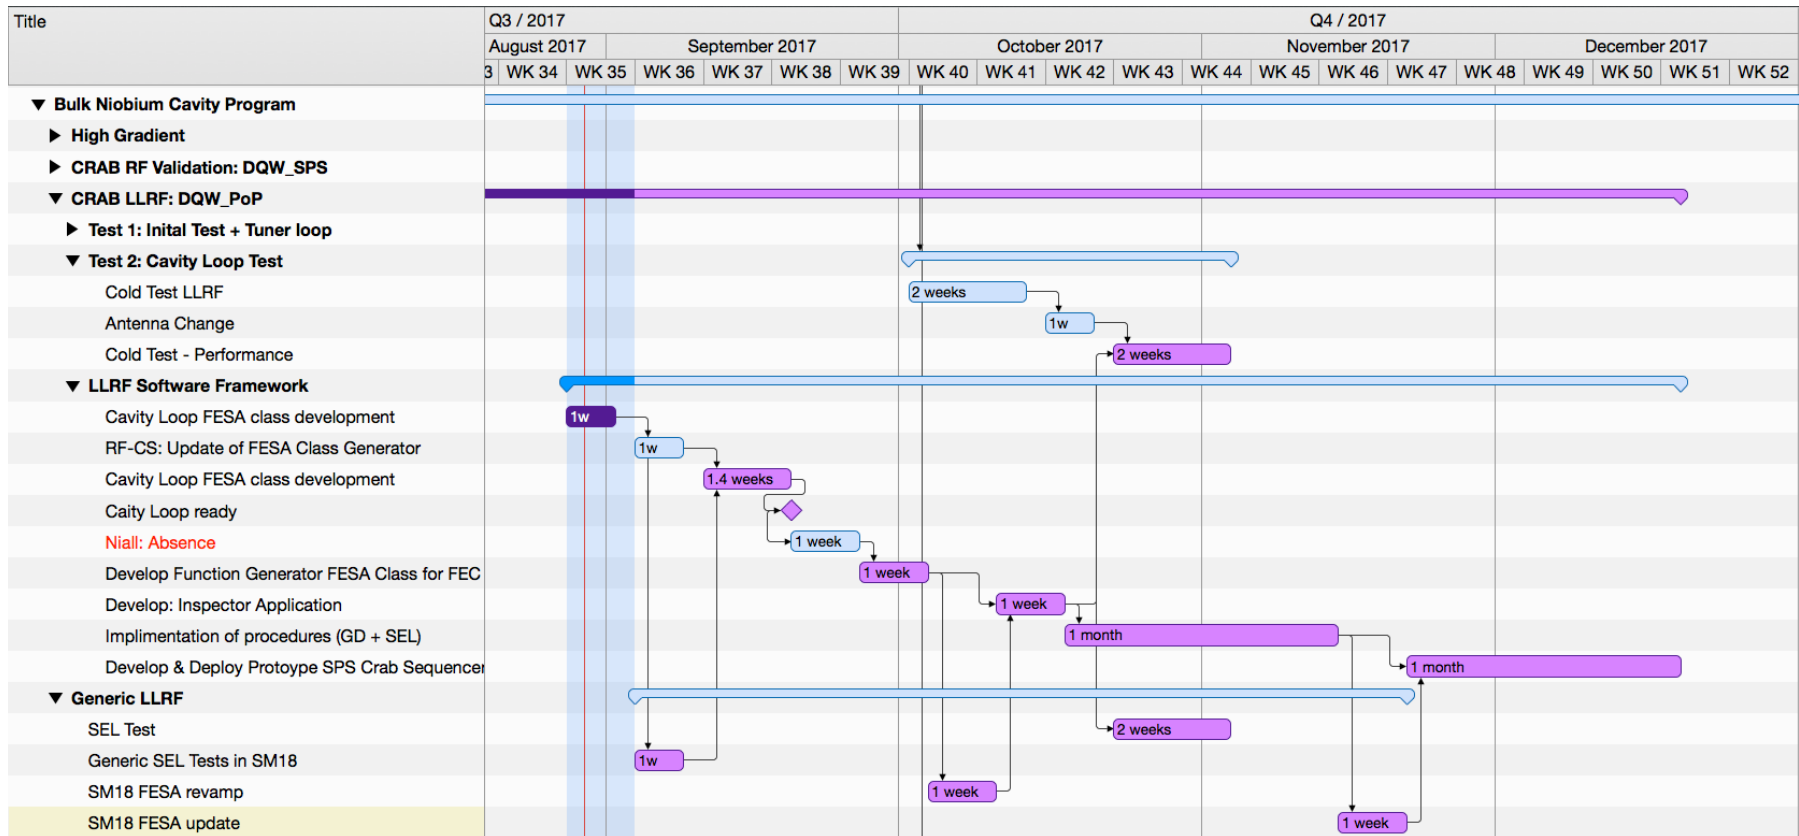 Title
Q3 / 2017 Q4 / 2017
August 2017 September 2017 October 2017 November 2017 December 2017
3 WK 34 WK 35 WK 36 WK 37 WK 38 WK 39 WK 40 WK 41 WK 42 WK 43 WK 44 WK 45 WK 46 WK 47 WK 48 WK 49 WK 50 WK 51 WK 52
Bulk Niobium Cavity Program
High Gradient
CRAB RF Validation: DQW_SPS
CRAB LLRF: DQW_PoP
Test 1: Inital Test + Tuner loop
Test 2: Cavity Loop Test
Cold Test LLRF 2 weeks
Antenna Change 1w
Cold Test - Performance 2 weeks
LLRF Software Framework
Cavity Loop FESA class development 1w
RF-CS: Update of FESA Class Generator 1w
Cavity Loop FESA class development 1.4 weeks
Caity Loop ready
Niall: Absence 1 week
Develop Function Generator FESA Class for FEC 1 week
Develop: Inspector Application 1 week
Implimentation of procedures (GD + SEL) 1 month
Develop & Deploy Protoype SPS Crab Sequencer 1 month
Generic LLRF
SEL Test 2 weeks
Generic SEL Tests in SM18 1w
SM18 FESA revamp 1 week
SM18 FESA update 1 week